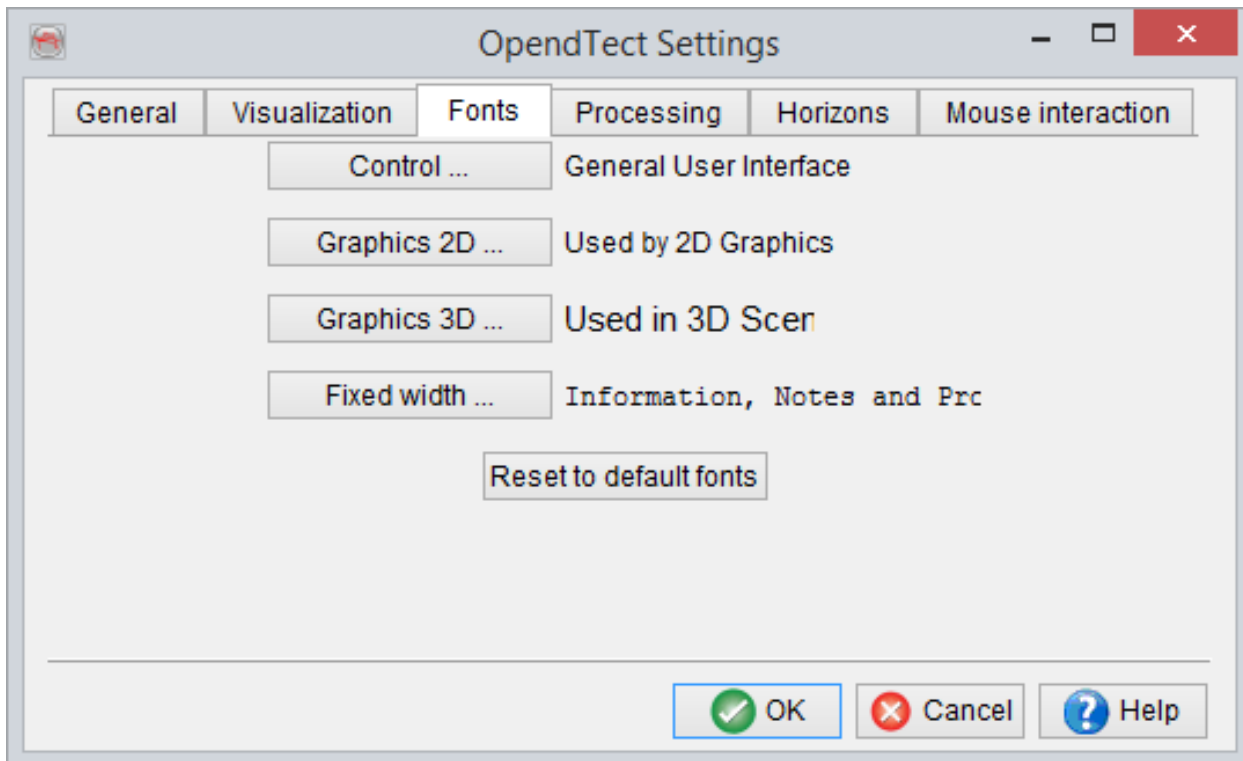 OpendTect Settings
General Visualization Fonts Processing Horizons Mouse interaction
Control ... General User Interface
Graphics 2D ... Used by 2D Graphics
Graphics 3D ... Used in 3D Scen
Fixed width ... Information, Notes and Prc
Reset to default fonts
OK Cancel Help